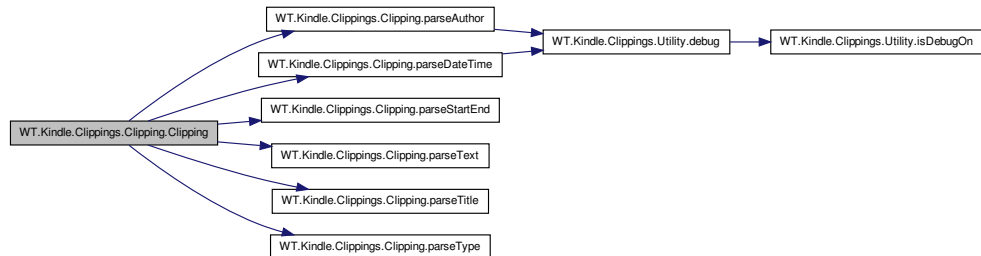 WT.Kindle.Clippings.Clipping.parseAuthor
WT.Kindle.Clippings.Utility.debug
WT.Kindle.Clippings.Utility.isDebugOn
WT.Kindle.Clippings.Clipping.parseDateTime
WT.Kindle.Clippings.Clipping.parseStartEnd
WT.Kindle.Clippings.Clipping.Clipping
WT.Kindle.Clippings.Clipping.parseText
WT.Kindle.Clippings.Clipping.parseTitle
WT.Kindle.Clippings.Clipping.parseType